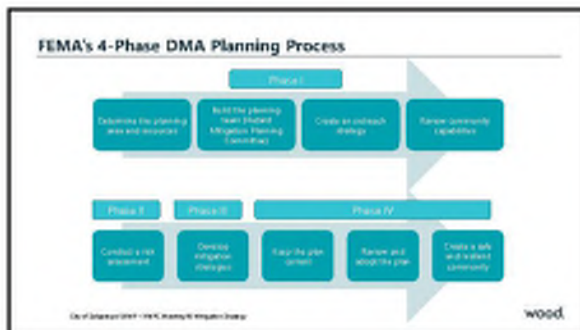 FEMA's 4-Phase DMA Planning Process
Phase I
Determine the planning
area and resources
Build the planning
team (Hazard
Mitigation Planning
Committee)
Create an outreach
strategy
Review community
capabilities
Phase II
Phase III
Phase IV
Conduct a risk
assessment
Develop
mitigation
strategies
Keep the plan
current
Review and
adopt the plan
Create a safe
and resilient
community
wood.